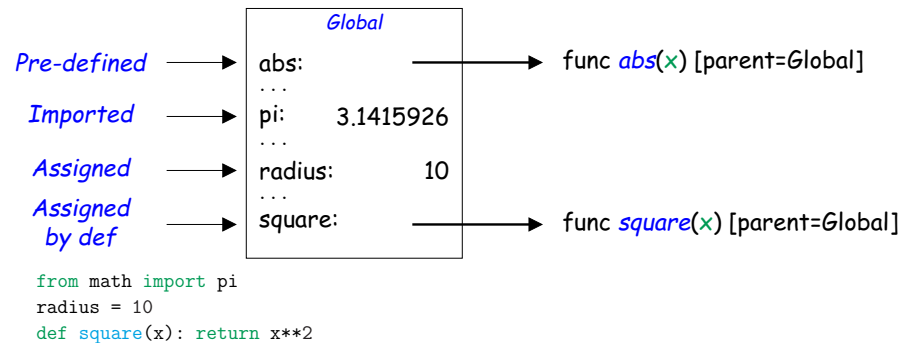 Global
Pre-defined abs: func abs(x) [parent=Global]
...
Imported pi: 3.1415926
...
Assigned radius: 10
...
Assigned
by def square: func square(x) [parent=Global]
from math import pi
radius = 10
def square(x): return x**2